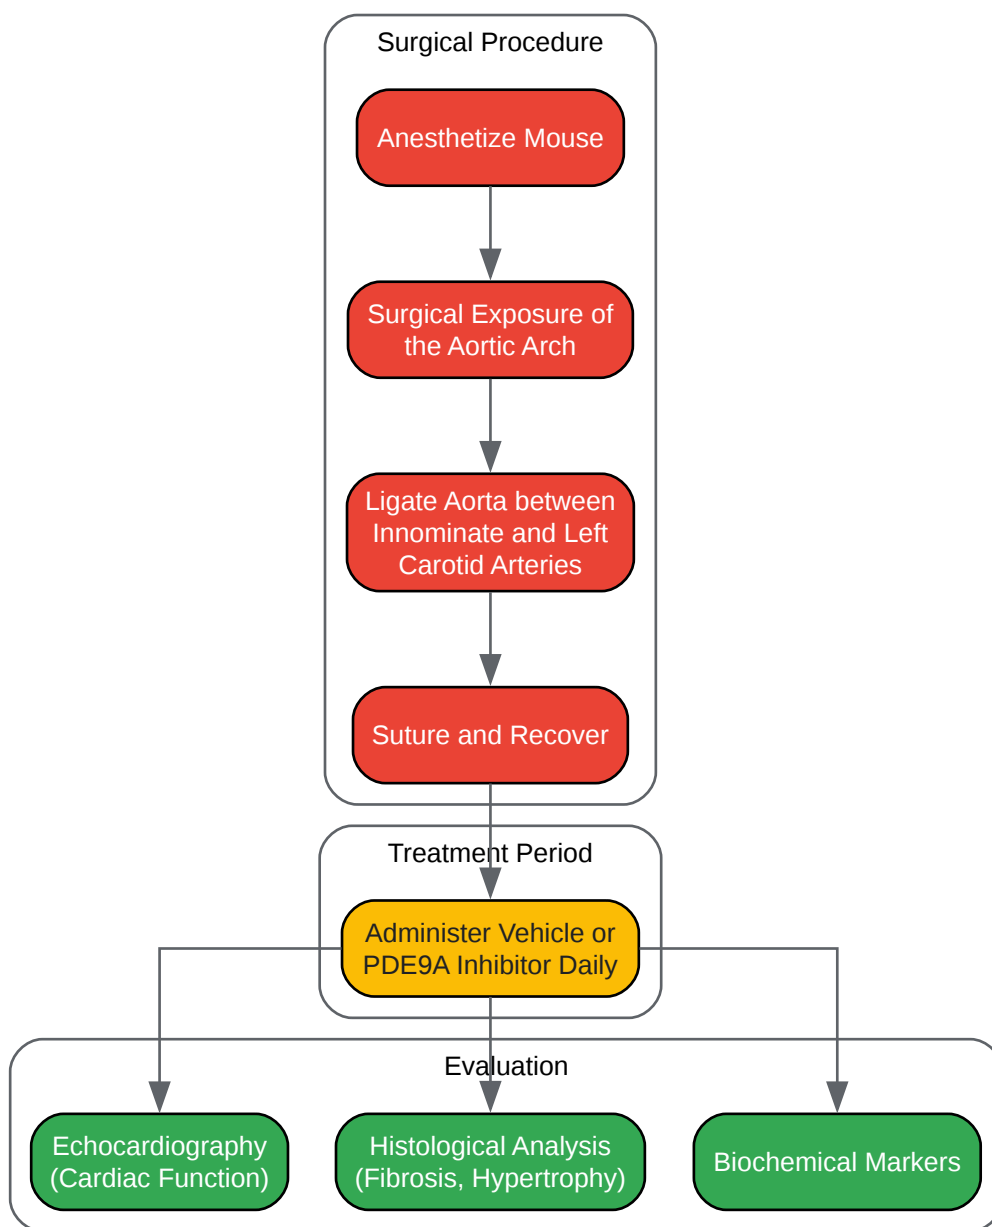 Surgical Procedure
Anesthetize Mouse
Surgical Exposure of
the Aortic Arch
Ligate Aorta between
Innominate and Left
Carotid Arteries
Suture and Recover
Treatment Period
Administer Vehicle or
PDE9A Inhibitor Daily
Evaluation
Echocardiography
(Cardiac Function)
Histological Analysis
(Fibrosis, Hypertrophy)
Biochemical Markers